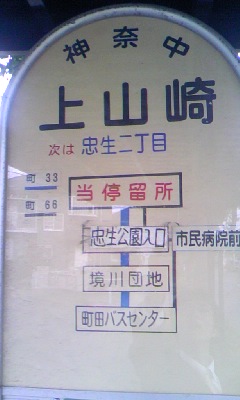 神奈中
上山崎
次は 忠生二丁目
町 33
町 66
当停留所
忠生公園入口
市民病院前
境川団地
町田バスセンター